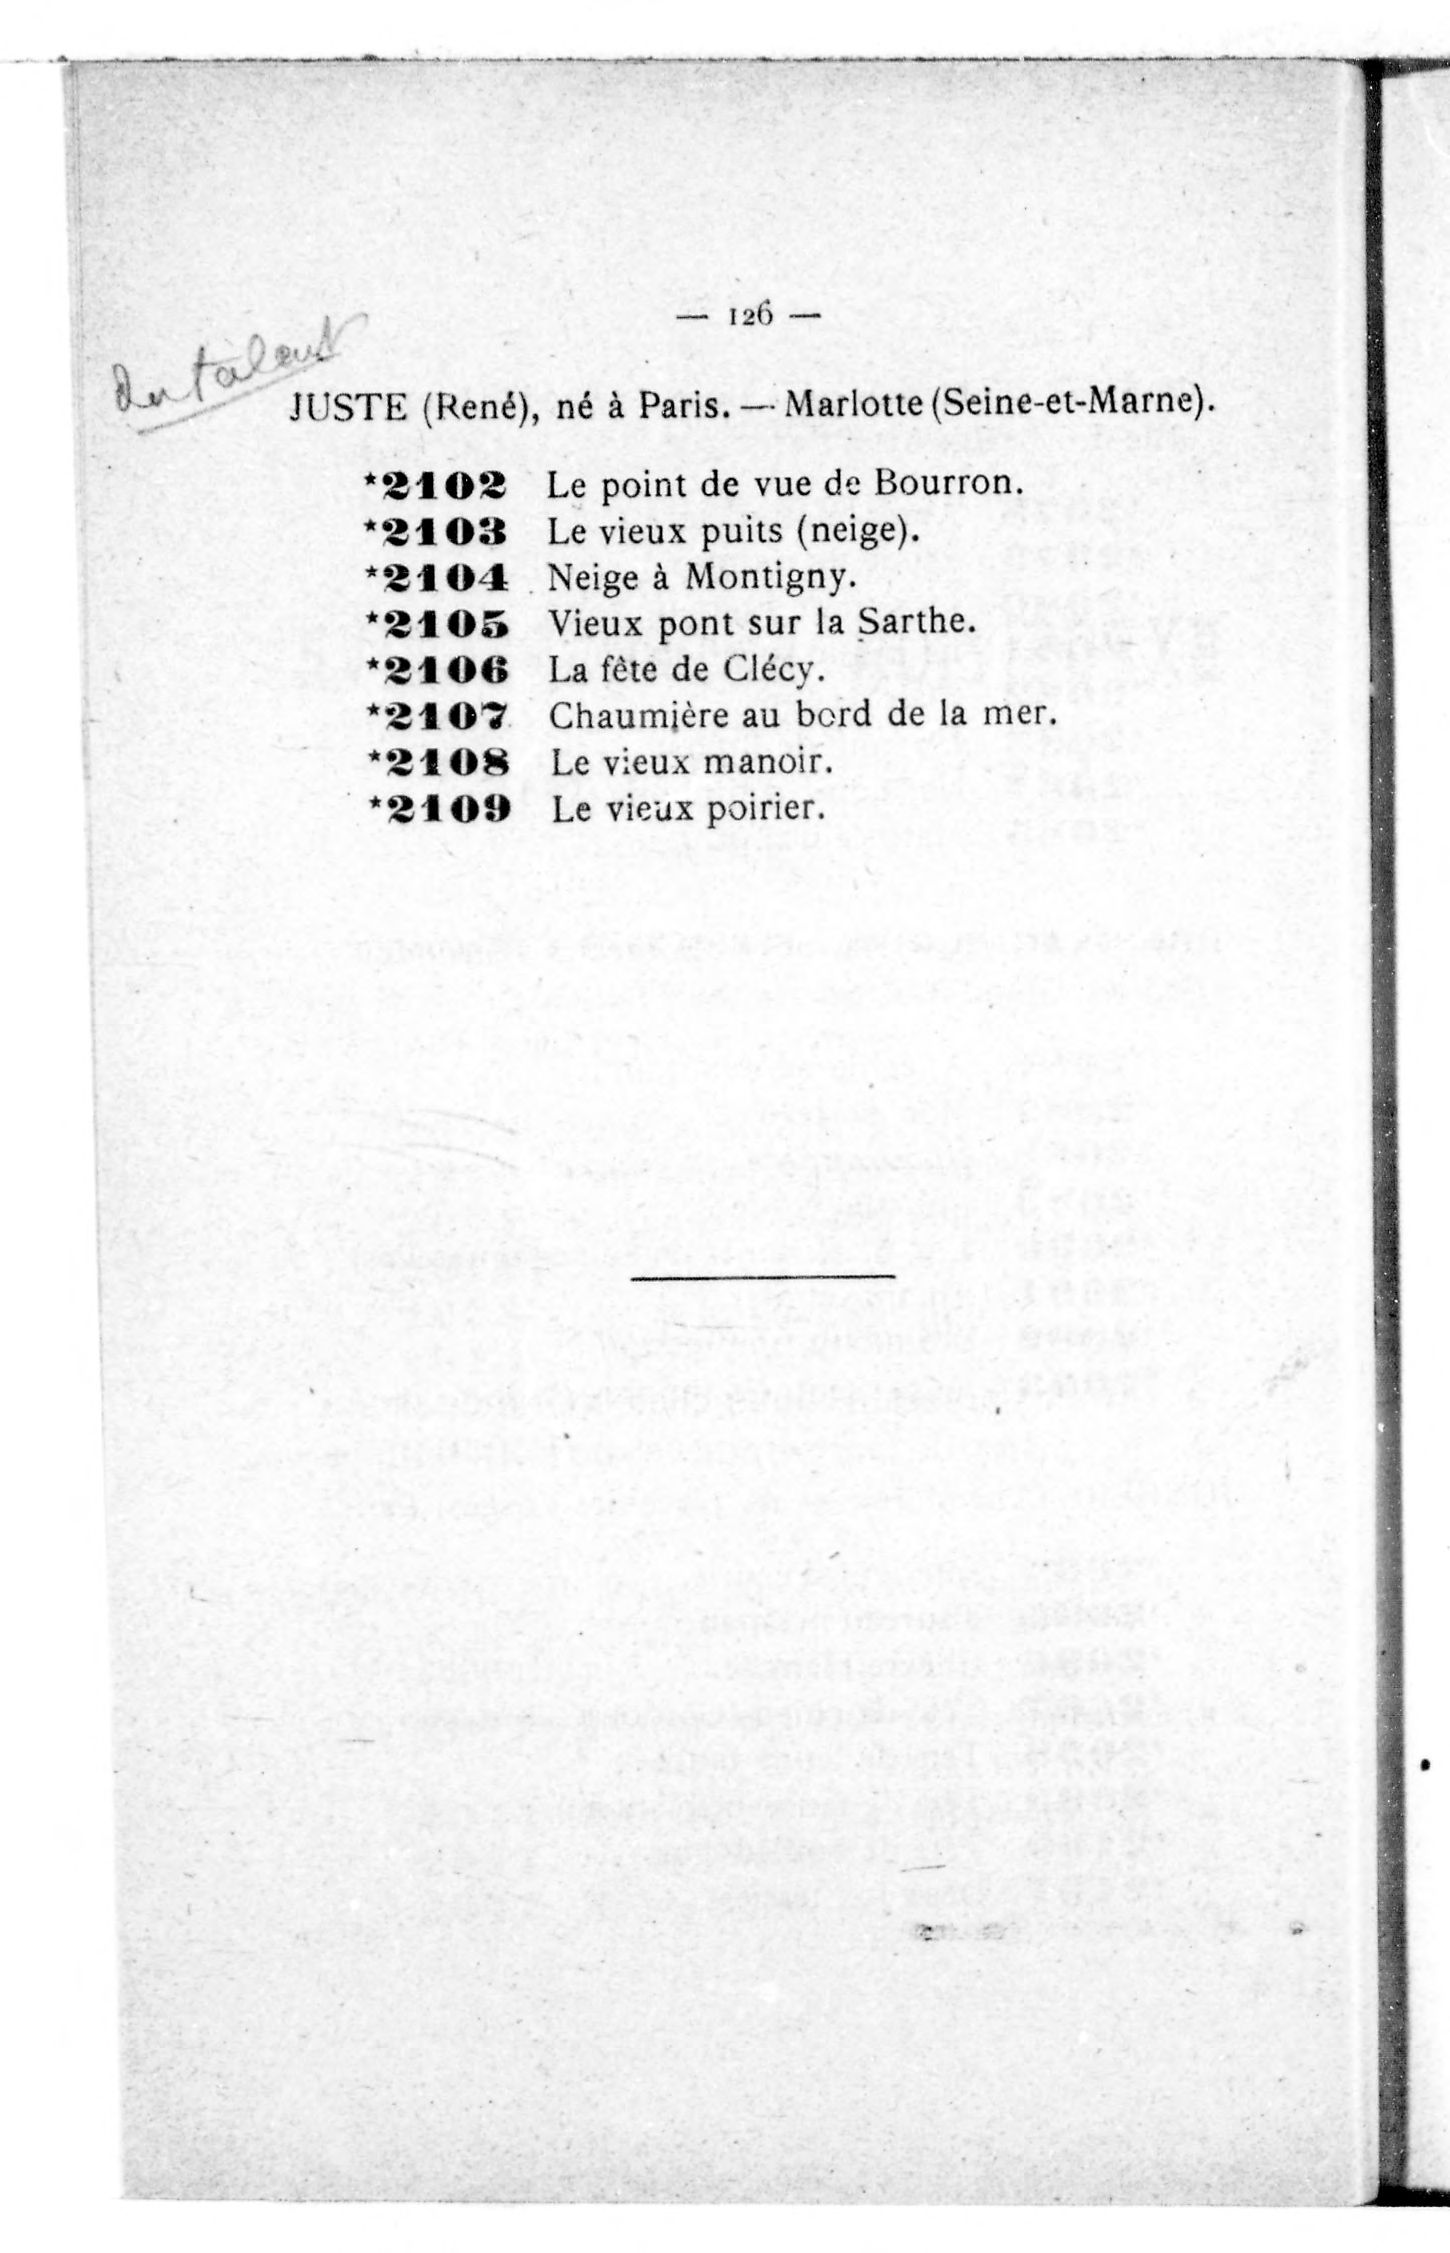 — 126 —
du talent
JUSTE (René), né à Paris. — Marlotte (Seine-et-Marne).
*2102 Le point de vue de Bourron.
*2103 Le vieux puits (neige).
*2104 Neige à Montigny.
*2105 Vieux pont sur la Sarthe.
*2106 La fête de Clécy.
*2107 Chaumière au bord de la mer.
*2108 Le vieux manoir.
*2109 Le vieux poirier.